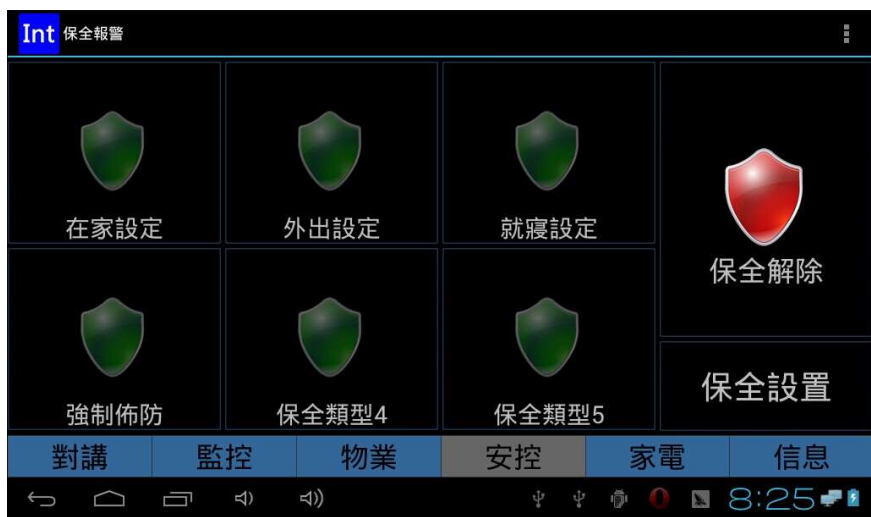 Int 保全報警
在家設定
外出設定
就寢設定
保全解除
強制佈防
保全類型4
保全類型5
保全設置
對講 監控 物業 安控 家電 信息
8:25